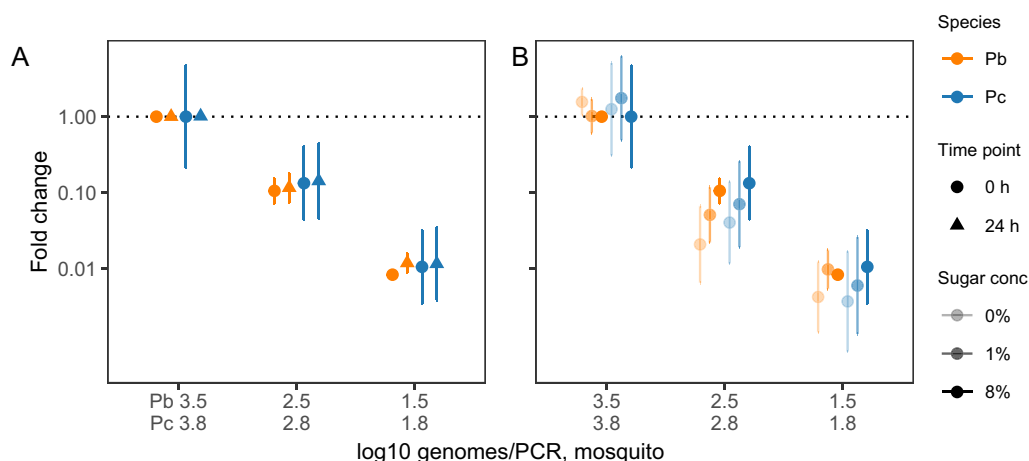 A
B
Fold change
1.00
0.10
0.01
Pb 3.5
Pc 3.8
2.5
2.8
1.5
1.8
3.5
3.8
2.5
2.8
1.5
1.8
log10 genomes/PCR, mosquito
Species
Pb
Pc
Time point
0 h
24 h
Sugar conc
0%
1%
8%